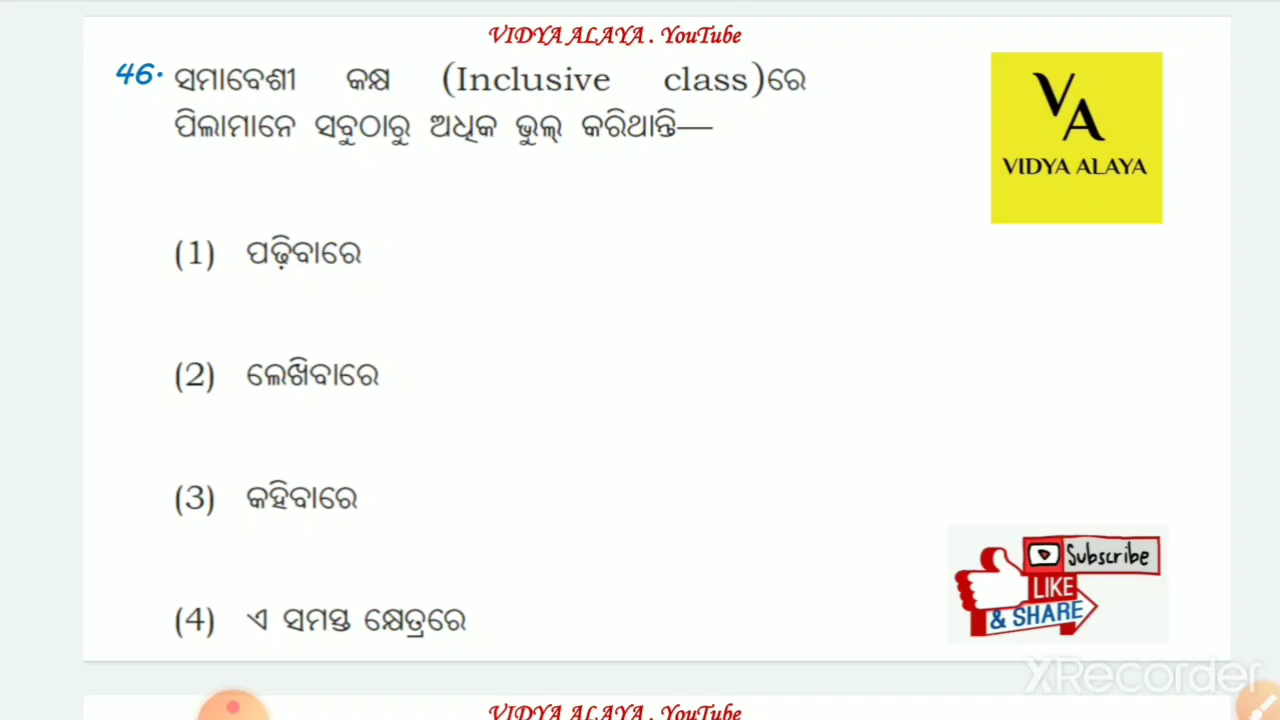 VIDYA ALAYA . YouTube
46. ସମାବେଶୀ କକ୍ଷ (Inclusive class)ରେ
ପିଲାମାନେ ସବୁଠାରୁ ଅଧିକ ଭୁଲ୍ କରିଥାନ୍ତି—
VA
VIDYA ALAYA
(1) ପଢ଼ିବାରେ
(2) ଲେଖିବାରେ
(3) କହିବାରେ
(4) ଏ ସମସ୍ତ କ୍ଷେତ୍ରରେ
Subscribe
LIKE
& SHARE
XRecorder
VIDYA ALAYA . YouTube